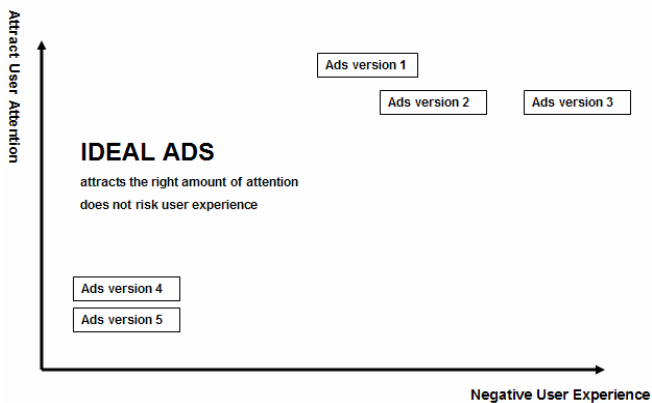 Attract User Attention
Ads version 1
Ads version 2
Ads version 3
IDEAL ADS
attracts the right amount of attention
does not risk user experience
Ads version 4
Ads version 5
Negative User Experience